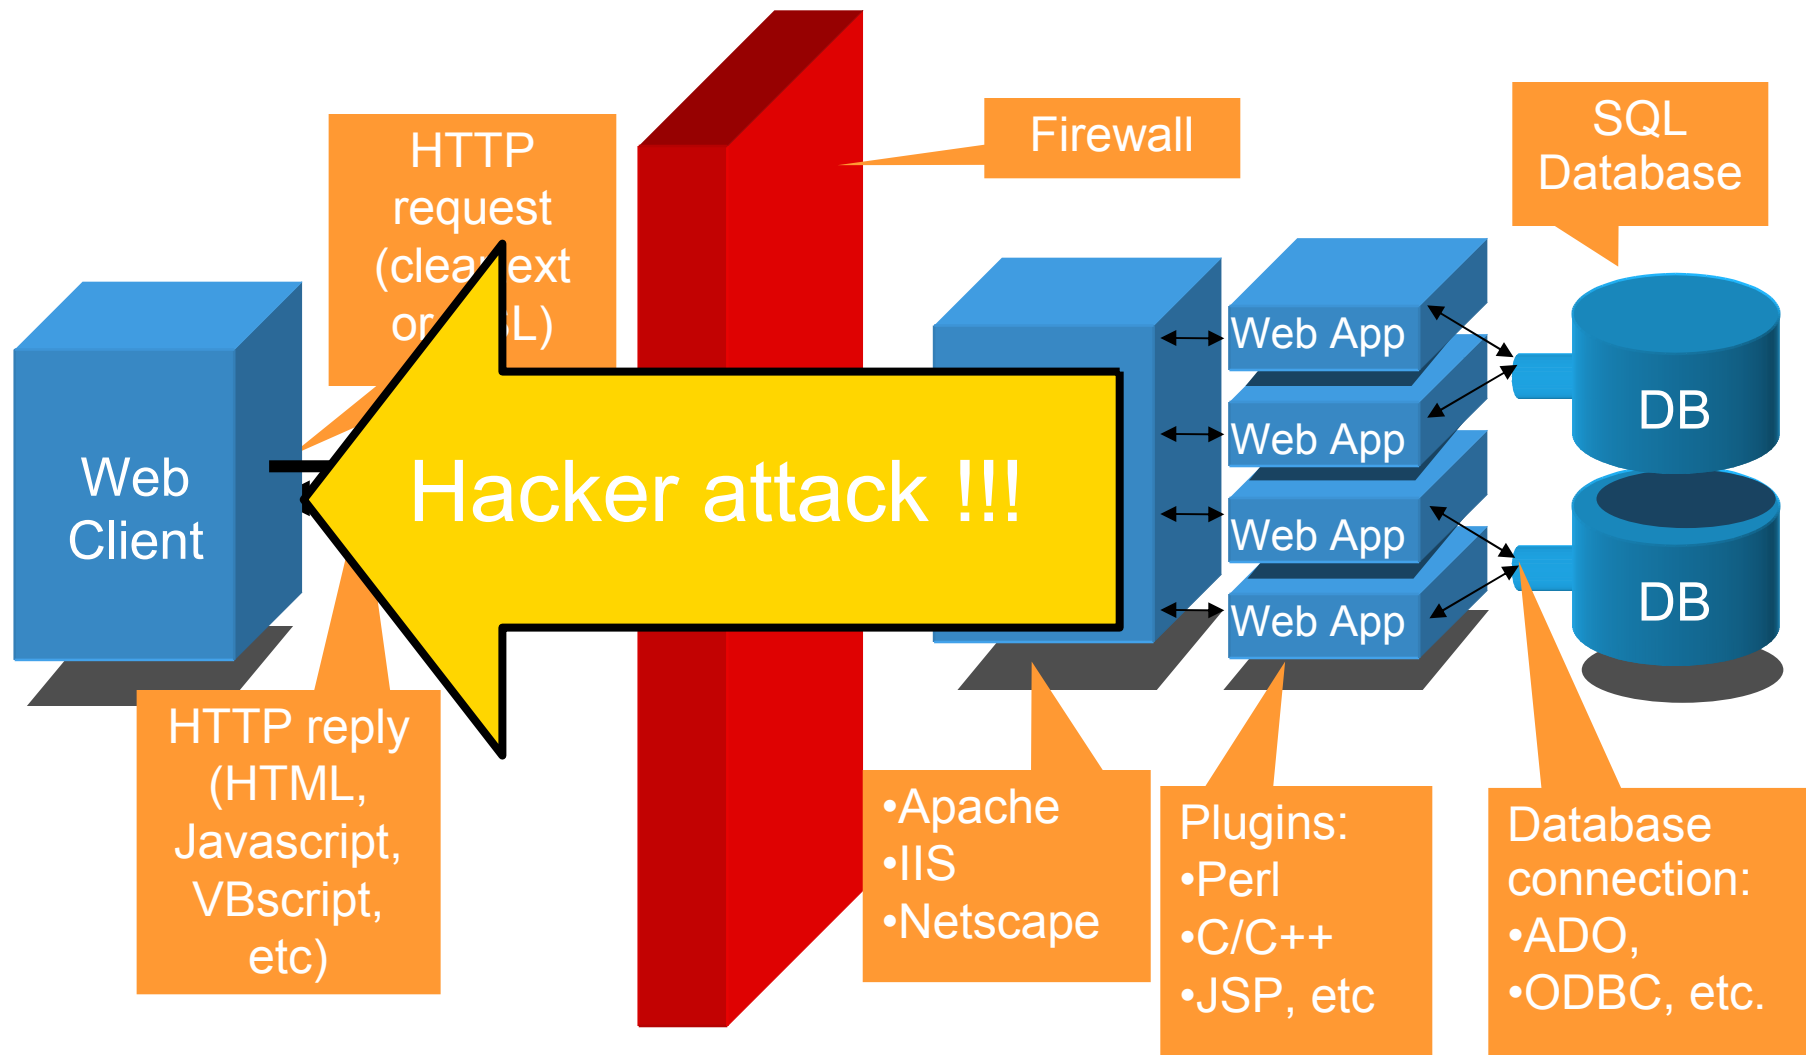 HTTP
request
(clea ext
or SL)
Firewall
SQL
Database
Web App
Web App
Web App
Web App
DB
DB
Web
Client
Hacker attack !!!
HTTP reply
(HTML,
Javascript,
VBscript,
etc)
•Apache
•IIS
•Netscape
Plugins:
•Perl
•C/C++
•JSP, etc
Database
connection:
•ADO,
•ODBC, etc.